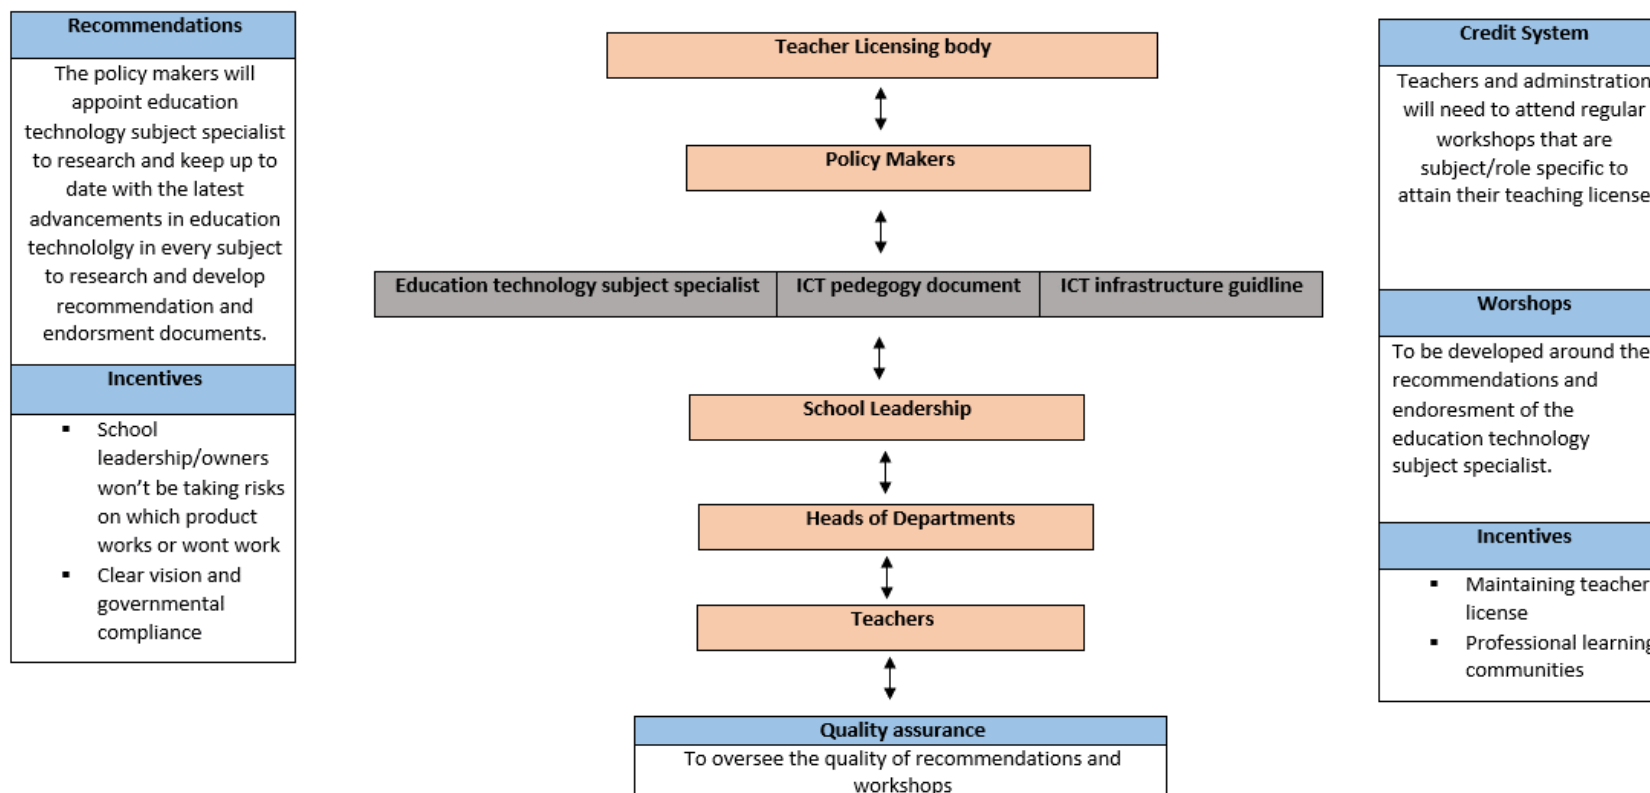 Recommendations
The policy makers will
appoint education
technology subject specialist
to research and keep up to
date with the latest
advancements in education
technololgy in every subject
to research and develop
recommendation and
endorsment documents.
Incentives
▪ School
leadership/owners
won't be taking risks
on which product
works or wont work
▪ Clear vision and
governmental
compliance
Teacher Licensing body
Policy Makers
Education technology subject specialist
ICT pedegogy document
ICT infrastructure guidline
School Leadership
Heads of Departments
Teachers
Quality assurance
To oversee the quality of recommendations and
workshops
Credit System
Teachers and adminstration
will need to attend regular
workshops that are
subject/role specific to
attain their teaching license
Worshops
To be developed around the
recommendations and
endoresment of the
education technology
subject specialist.
Incentives
▪ Maintaining teacher
license
▪ Professional learning
communities